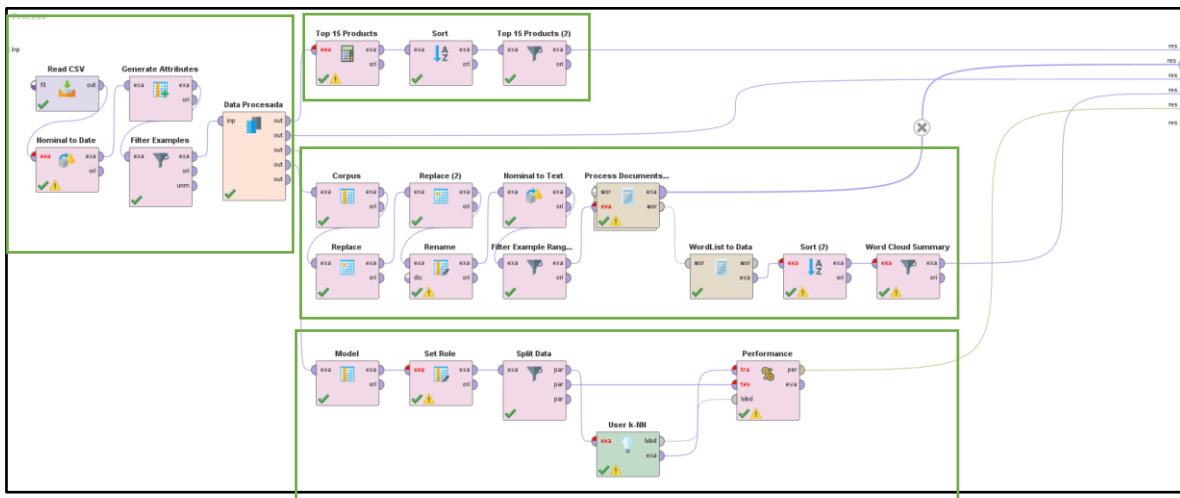 Process
inp
Read CSV
fil out
Generate Attributes
exa exa
ori
Nominal to Date
exa exa
ori
Filter Examples
exa exa
ori
unm
Data Procesada
inp out
out
out
out
out
Top 15 Products
exa exa
ori
Sort
exa exa
ori
Top 15 Products (2)
exa exa
ori
res
res
res
res
res
res
Corpus
exa exa
ori
Replace (2)
exa exa
ori
Nominal to Text
exa exa
ori
Process Documents...
wor exa
exa wor
Replace
exa exa
ori
Rename
exa exa
dic ori
Filter Example Rang...
exa exa
ori
WordList to Data
wor wor
exa
Sort (2)
exa exa
ori
Word Cloud Summary
exa exa
ori
Model
exa exa
ori
Set Role
exa exa
ori
Split Data
exa par
par
par
Performance
tra per
tes exa
Mod
User k-NN
exa Mod
exa